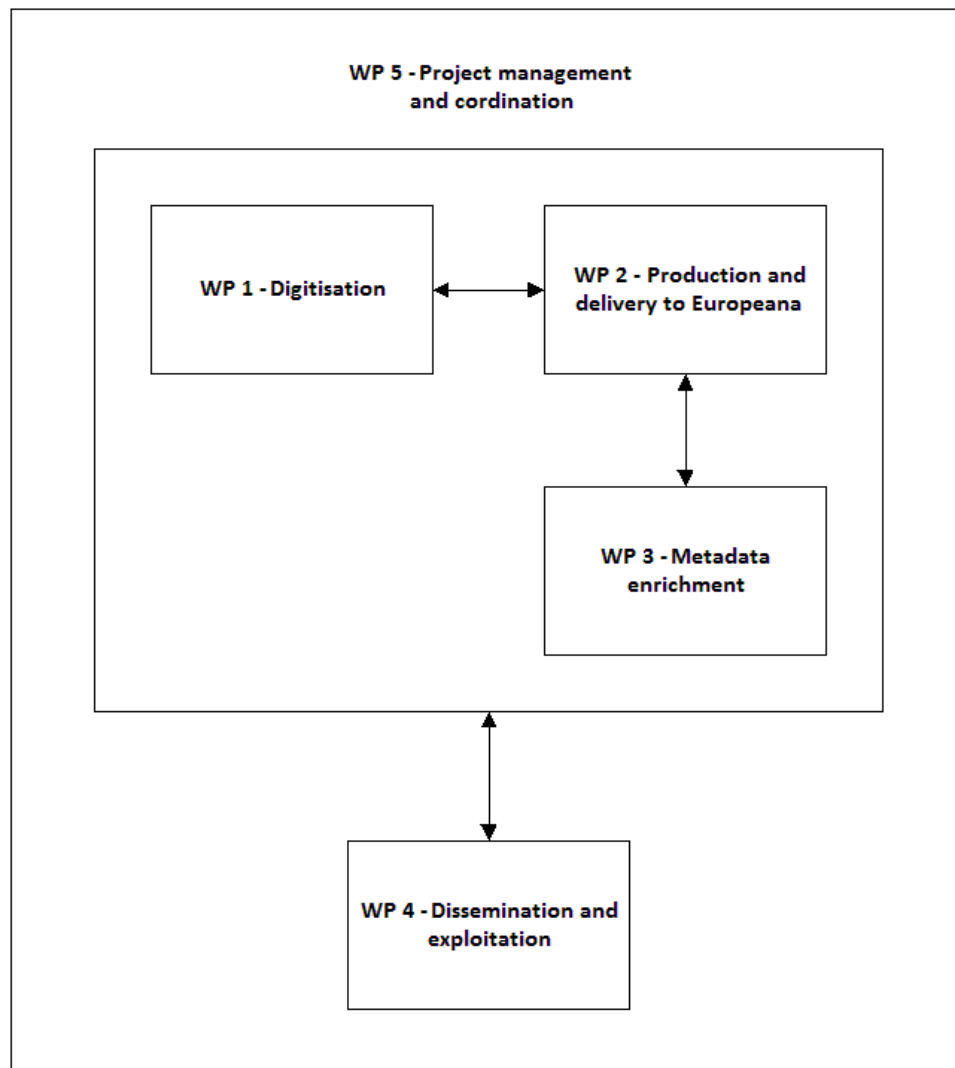 WP 5 - Project management
and cordination
WP 1 - Digitisation
WP 2 - Production and
delivery to Europeana
WP 3 - Metadata
enrichment
WP 4 - Dissemination and
exploitation